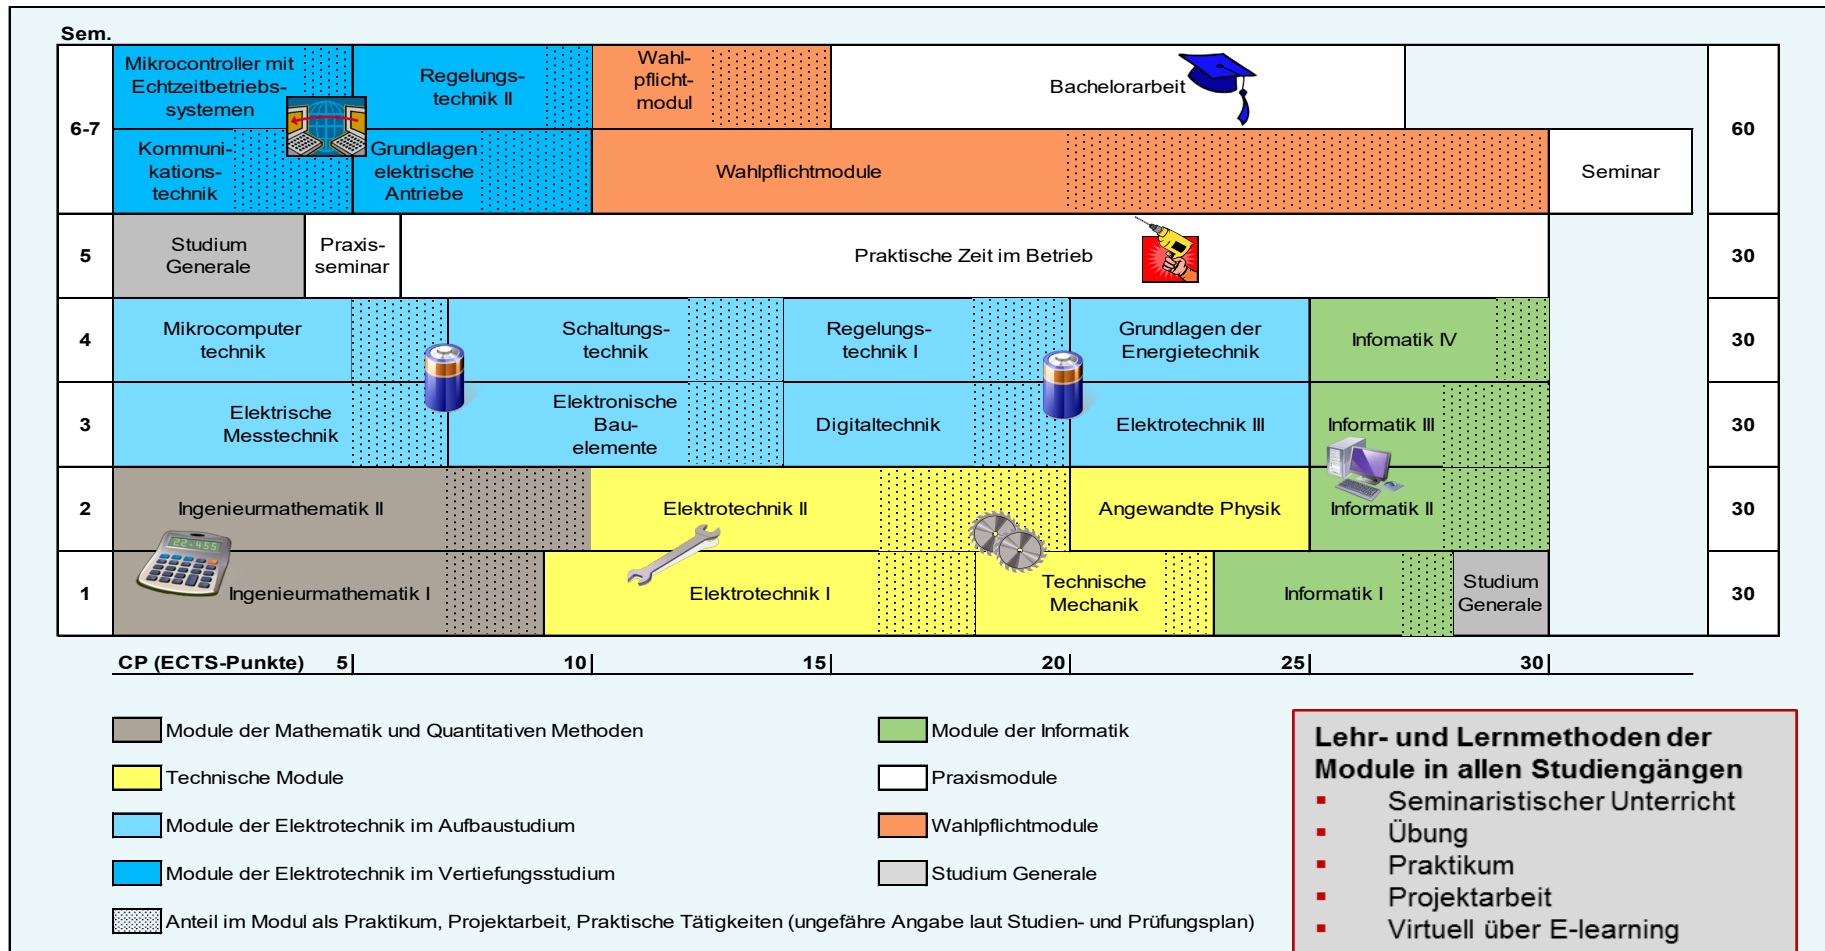 Sem.
6-7
Mikrocontroller mit
Echtzeitbetriebs-
systemen
Regelungs-
technik II
Wahl-
pflicht-
modul
Bachelorarbeit
60
Kommuni-
kations-
technik
Grundlagen
elektrische
Antriebe
Wahlpflichtmodule
Seminar
5
Studium
Generale
Praxis-
seminar
Praktische Zeit im Betrieb
30
4
Mikrocomputer
technik
Schaltungs-
technik
Regelungs-
technik I
Grundlagen der
Energietechnik
Infomatik IV
30
3
Elektrische
Messtechnik
Elektronische
Bau-
elemente
Digitaltechnik
Elektrotechnik III
Informatik III
30
2
Ingenieurmathematik II
Elektrotechnik II
Angewandte Physik
Informatik II
30
1
22.455
Ingenieurmathematik I
Elektrotechnik I
Technische
Mechanik
Informatik I
Studium
Generale
30
CP (ECTS-Punkte) 5 10 15 20 25 30
Module der Mathematik und Quantitativen Methoden
Technische Module
Module der Elektrotechnik im Aufbaustudium
Module der Elektrotechnik im Vertiefungsstudium
Anteil im Modul als Praktikum, Projektarbeit, Praktische Tätigkeiten (ungefähre Angabe laut Studien- und Prüfungsplan)
Module der Informatik
Praxismodule
Wahlpflichtmodule
Studium Generale
Lehr- und Lernmethoden der
Module in allen Studiengängen
▪ Seminaristischer Unterricht
▪ Übung
▪ Praktikum
▪ Projektarbeit
▪ Virtuell über E-learning